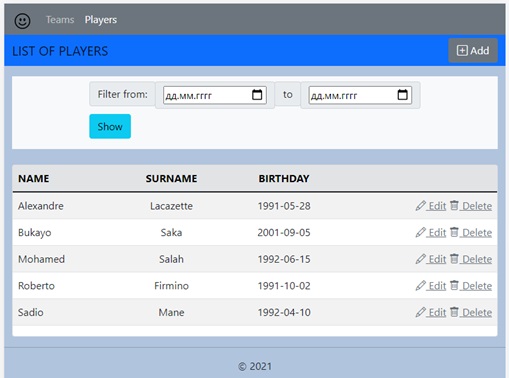 Teams Players
LIST OF PLAYERS Add
Filter from: дд.мм.гггг to дд.мм.гггг
Show
NAME SURNAME BIRTHDAY
Alexandre Lacazette 1991-05-28 Edit Delete
Bukayo Saka 2001-09-05 Edit Delete
Mohamed Salah 1992-06-15 Edit Delete
Roberto Firmino 1991-10-02 Edit Delete
Sadio Mane 1992-04-10 Edit Delete
© 2021